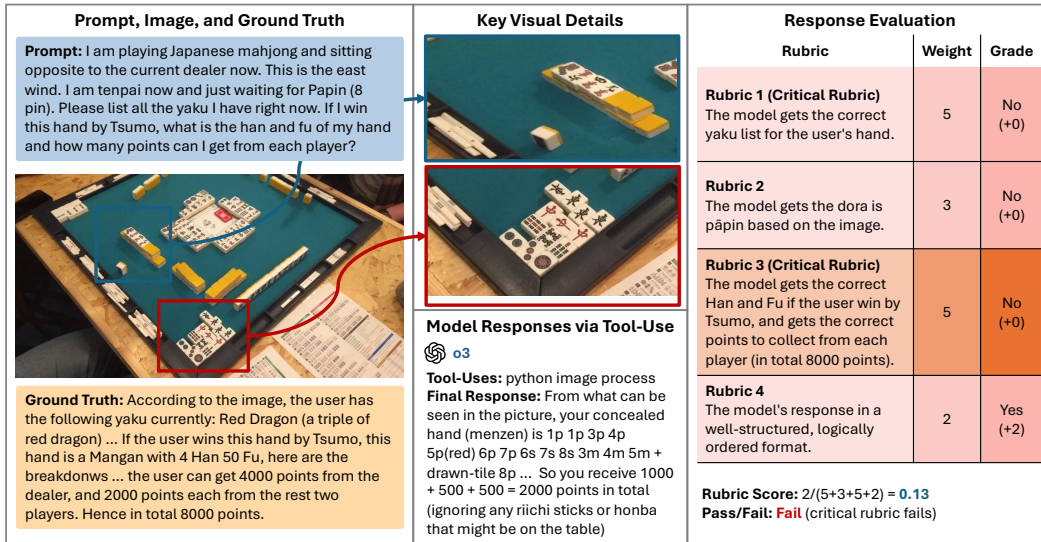 Prompt, Image, and Ground Truth
Prompt: I am playing Japanese mahjong and sitting
opposite to the current dealer now. This is the east
wind. I am tenpai now and just waiting for Papin (8
pin). Please list all the yaku I have right now. If I win
this hand by Tsumo, what is the han and fu of my hand
and how many points can I get from each player?
Ground Truth: According to the image, the user has
the following yaku currently: Red Dragon (a triple of
red dragon) ... If the user wins this hand by Tsumo, this
hand is a Mangan with 4 Han 50 Fu, here are the
breakdonws ... the user can get 4000 points from the
dealer, and 2000 points each from the rest two
players. Hence in total 8000 points.
Key Visual Details
Model Responses via Tool-Use
o3
Tool-Uses: python image process
Final Response: From what can be
seen in the picture, your concealed
hand (menzen) is 1p 1p 3p 4p
5p(red) 6p 7p 6s 7s 8s 3m 4m 5m +
drawn-tile 8p ... So you receive 1000
+ 500 + 500 = 2000 points in total
(ignoring any riichi sticks or honba
that might be on the table)
Response Evaluation
Rubric Weight Grade
Rubric 1 (Critical Rubric)
The model gets the correct
yaku list for the user's hand.
5
No
(+0)
Rubric 2
The model gets the dora is
pāpin based on the image.
3
No
(+0)
Rubric 3 (Critical Rubric)
The model gets the correct
Han and Fu if the user win by
Tsumo, and gets the correct
points to collect from each
player (in total 8000 points).
5
No
(+0)
Rubric 4
The model's response in a
well-structured, logically
ordered format.
2
Yes
(+2)
Rubric Score: 2/(5+3+5+2) = 0.13
Pass/Fail: Fail (critical rubric fails)